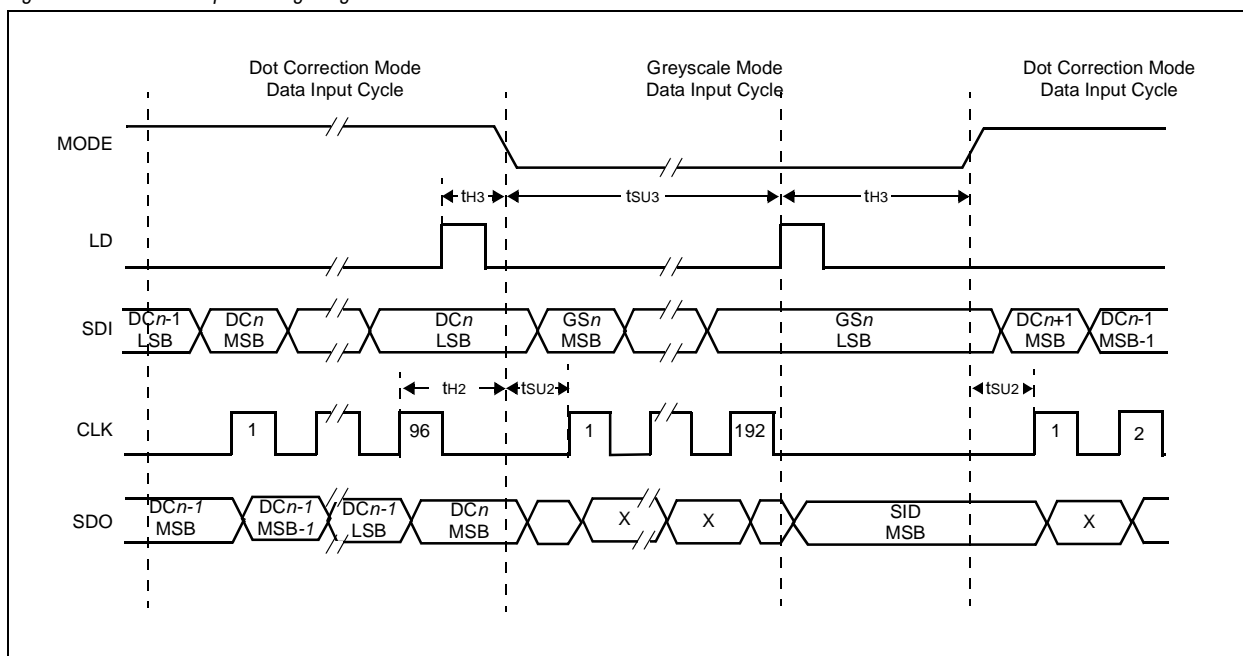 Dot Correction Mode
Data Input Cycle
Greyscale Mode
Data Input Cycle
Dot Correction Mode
Data Input Cycle
MODE
tH3
tSU3
tH3
LD
SDI
DCn-1
LSB
DCn
MSB
DCn
LSB
GSn
MSB
GSn
LSB
DCn+1
MSB
DCn-1
MSB-1
tH2
tSU2
tSU2
CLK
1
96
1
192
1
2
SDO
DCn-1
MSB
DCn-1
MSB-1
DCn-1
LSB
DCn
MSB
X
X
SID
MSB
X